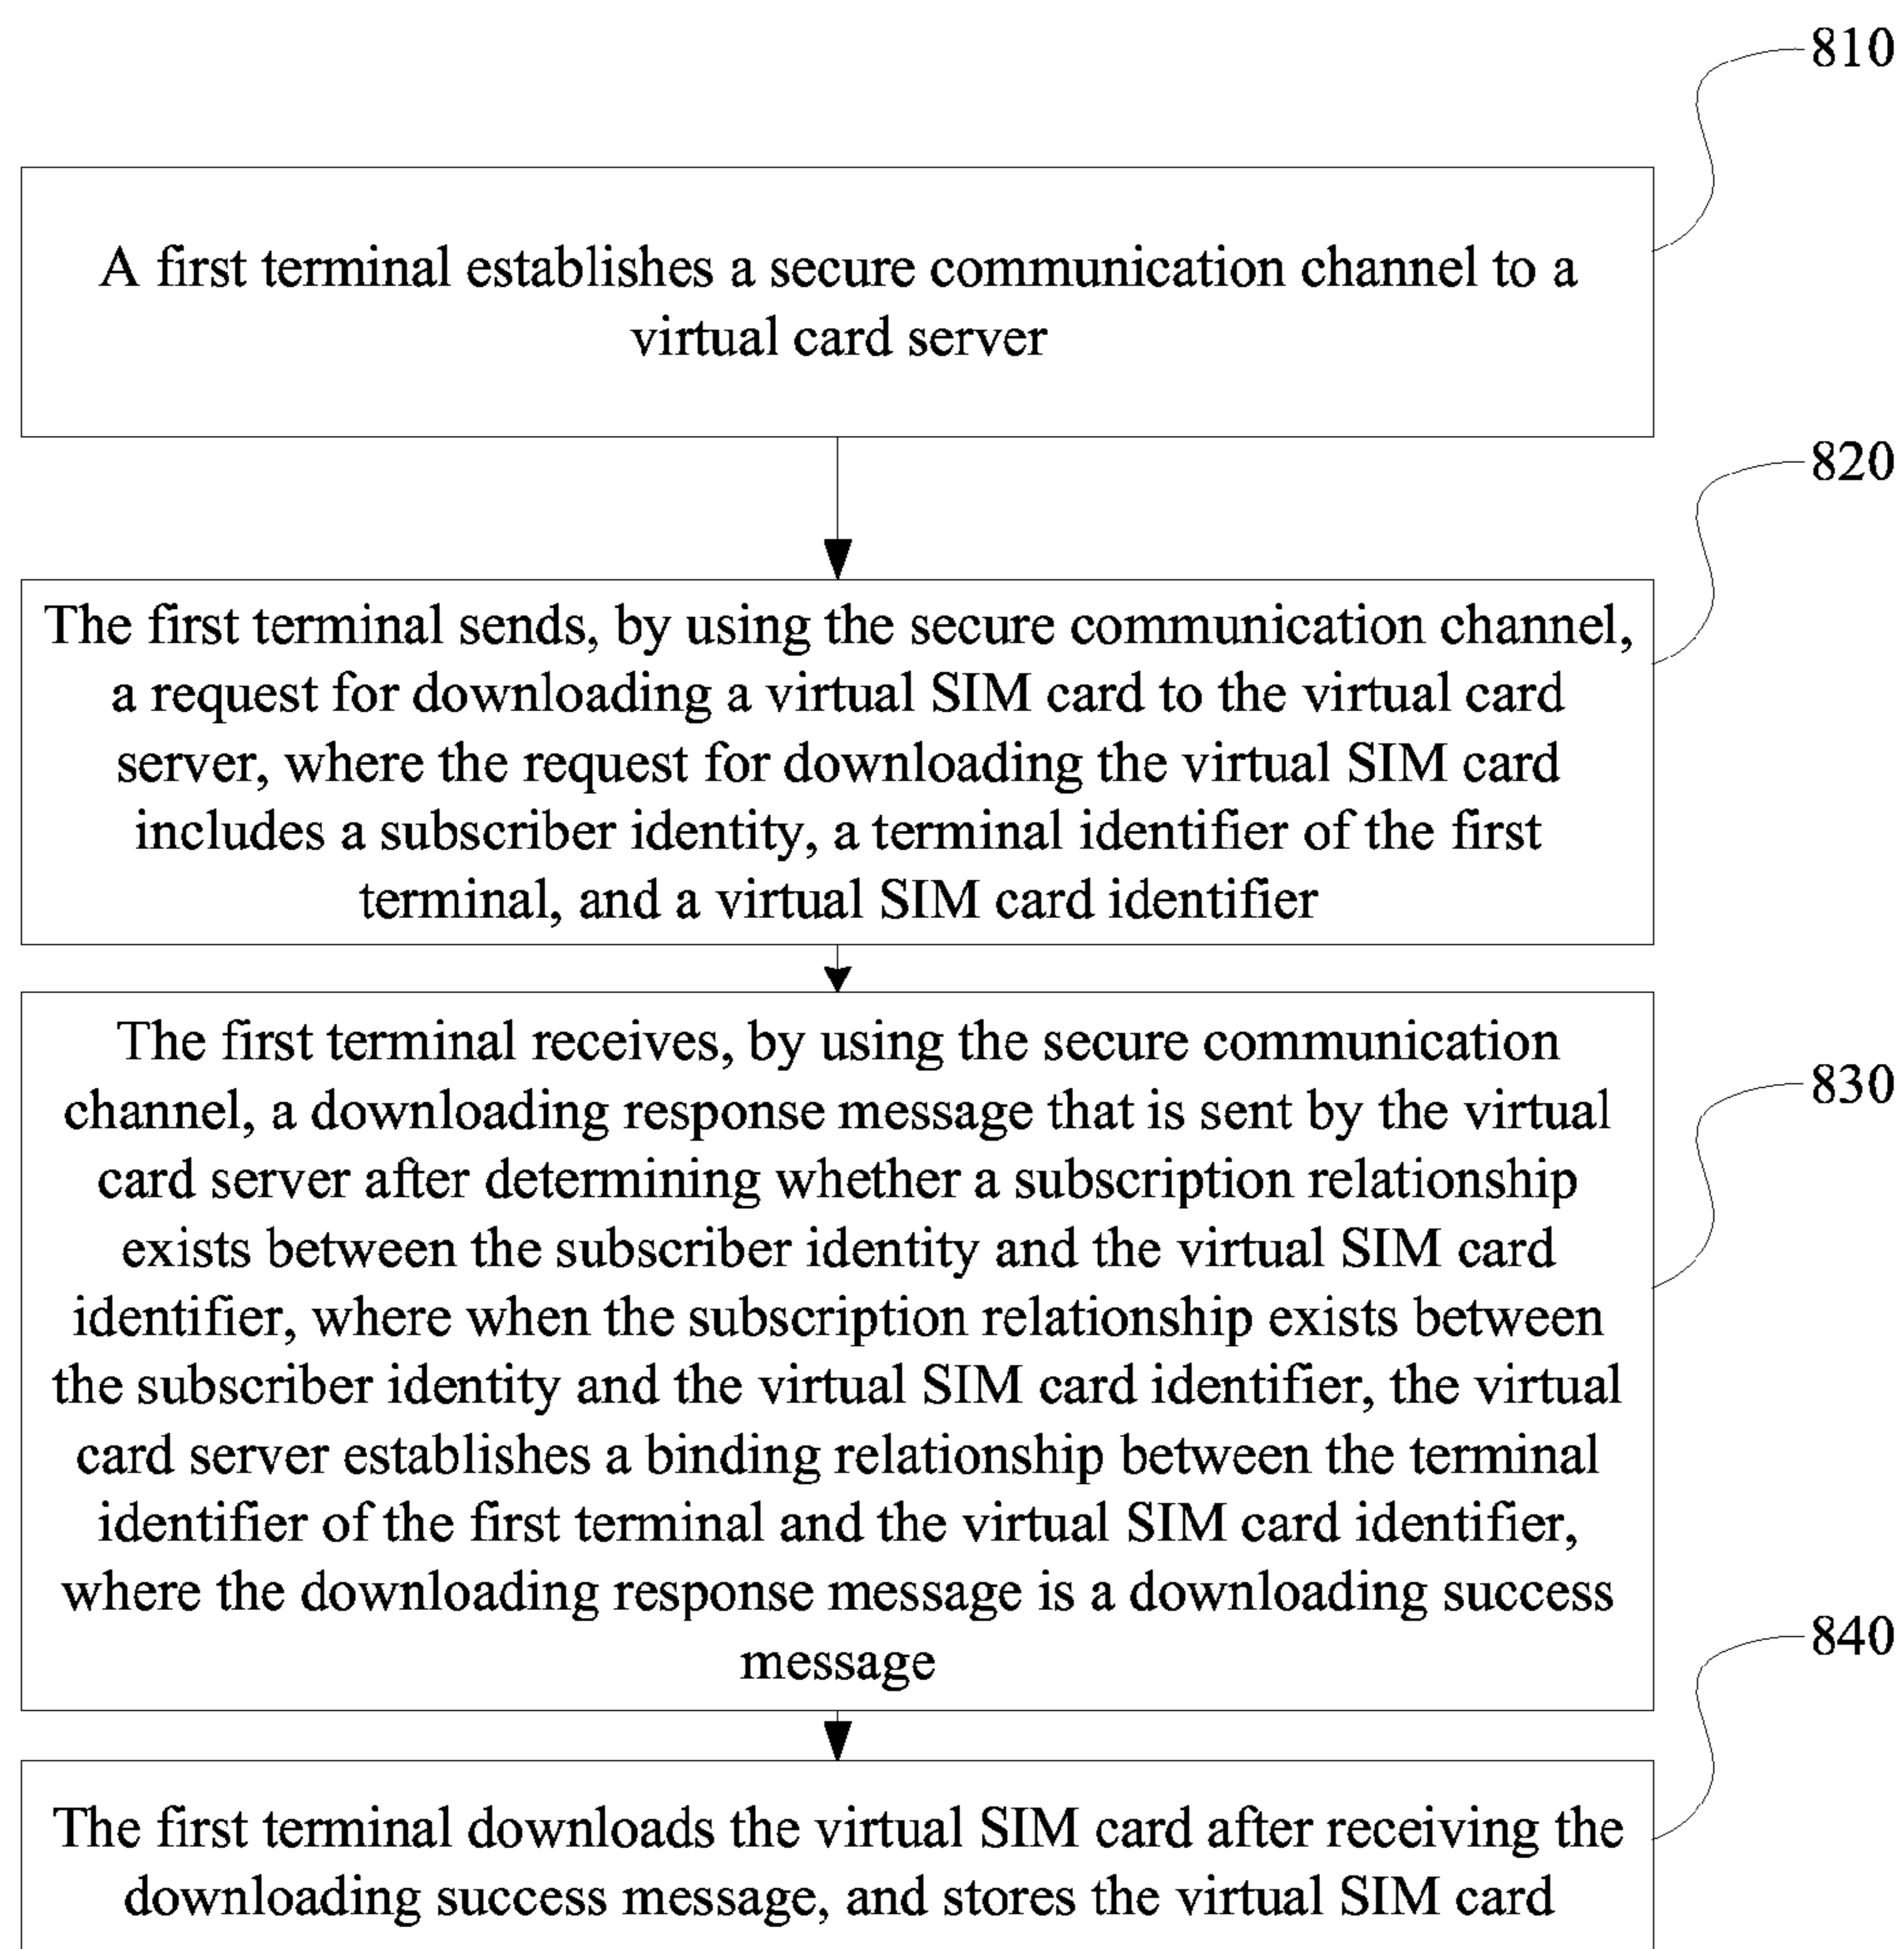 810
A first terminal establishes a secure communication channel to a
virtual card server
820
The first terminal sends, by using the secure communication channel,
a request for downloading a virtual SIM card to the virtual card
server, where the request for downloading the virtual SIM card
includes a subscriber identity, a terminal identifier of the first
terminal, and a virtual SIM card identifier
830
The first terminal receives, by using the secure communication
channel, a downloading response message that is sent by the virtual
card server after determining whether a subscription relationship
exists between the subscriber identity and the virtual SIM card
identifier, where when the subscription relationship exists between
the subscriber identity and the virtual SIM card identifier, the virtual
card server establishes a binding relationship between the terminal
identifier of the first terminal and the virtual SIM card identifier,
where the downloading response message is a downloading success
message
840
The first terminal downloads the virtual SIM card after receiving the
downloading success message, and stores the virtual SIM card